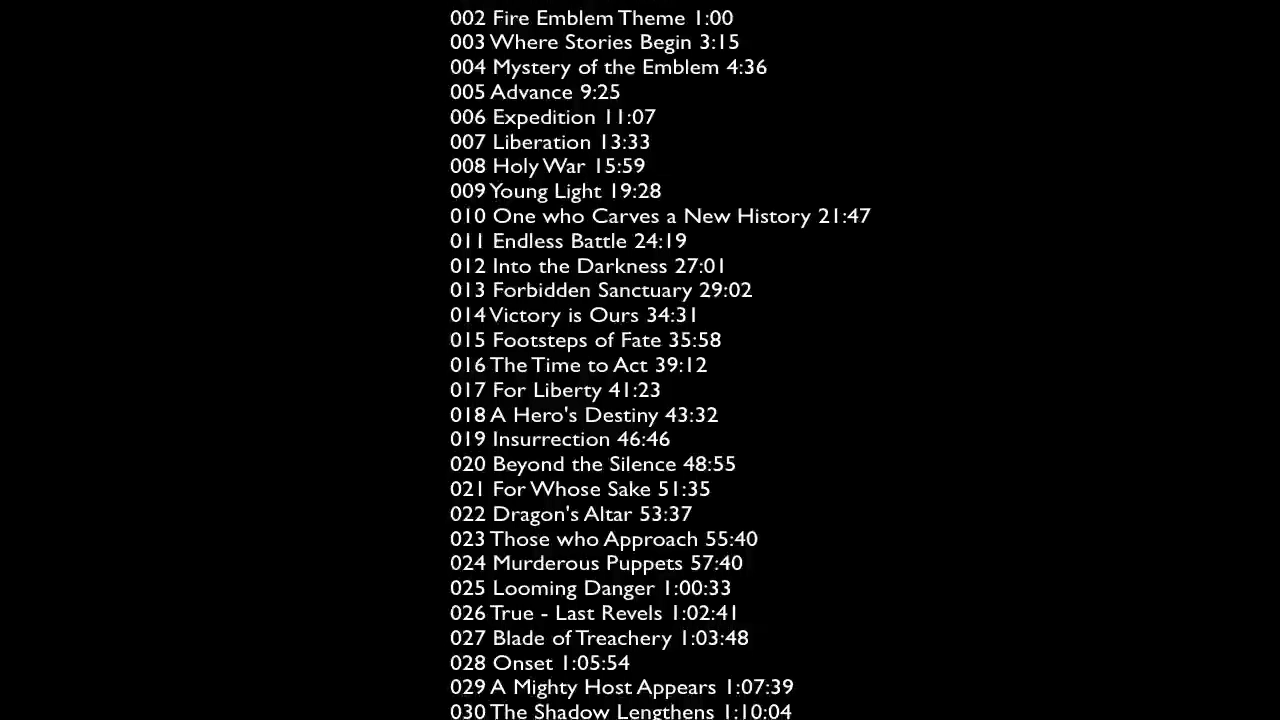 002 Fire Emblem Theme 1:00
003 Where Stories Begin 3:15
004 Mystery of the Emblem 4:36
005 Advance 9:25
006 Expedition 11:07
007 Liberation 13:33
008 Holy War 15:59
009 Young Light 19:28
010 One who Carves a New History 21:47
011 Endless Battle 24:19
012 Into the Darkness 27:01
013 Forbidden Sanctuary 29:02
014 Victory is Ours 34:31
015 Footsteps of Fate 35:58
016 The Time to Act 39:12
017 For Liberty 41:23
018 A Hero's Destiny 43:32
019 Insurrection 46:46
020 Beyond the Silence 48:55
021 For Whose Sake 51:35
022 Dragon's Altar 53:37
023 Those who Approach 55:40
024 Murderous Puppets 57:40
025 Looming Danger 1:00:33
026 True - Last Revels 1:02:41
027 Blade of Treachery 1:03:48
028 Onset 1:05:54
029 A Mighty Host Appears 1:07:39
030 The Shadow Lengthens 1:10:04